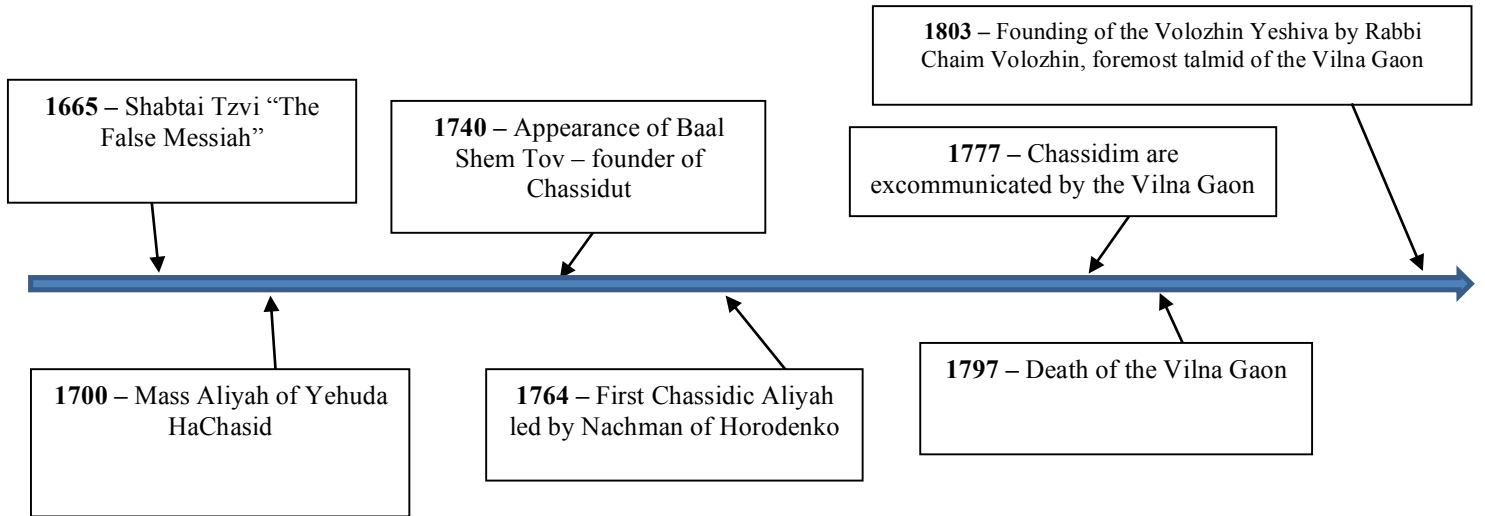 1665 – Shabtai Tzvi “The
False Messiah”
1700 – Mass Aliyah of Yehuda
HaChasid
1740 – Appearance of Baal
Shem Tov – founder of
Chassidut
1764 – First Chassidic Aliyah
led by Nachman of Horodenko
1777 – Chassidim are
excommunicated by the Vilna Gaon
1797 – Death of the Vilna Gaon
1803 – Founding of the Volozhin Yeshiva by Rabbi
Chaim Volozhin, foremost talmid of the Vilna Gaon